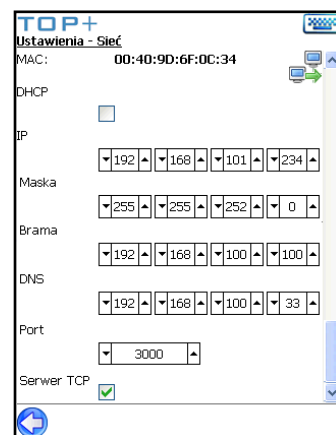 TOP+
Ustawienia - Sieć
MAC: 00:40:9D:6F:0C:34
DHCP
IP
192 168 101 234
Maska
255 255 252 0
Brama
192 168 100 100
DNS
192 168 100 33
Port
3000
Serwer TCP